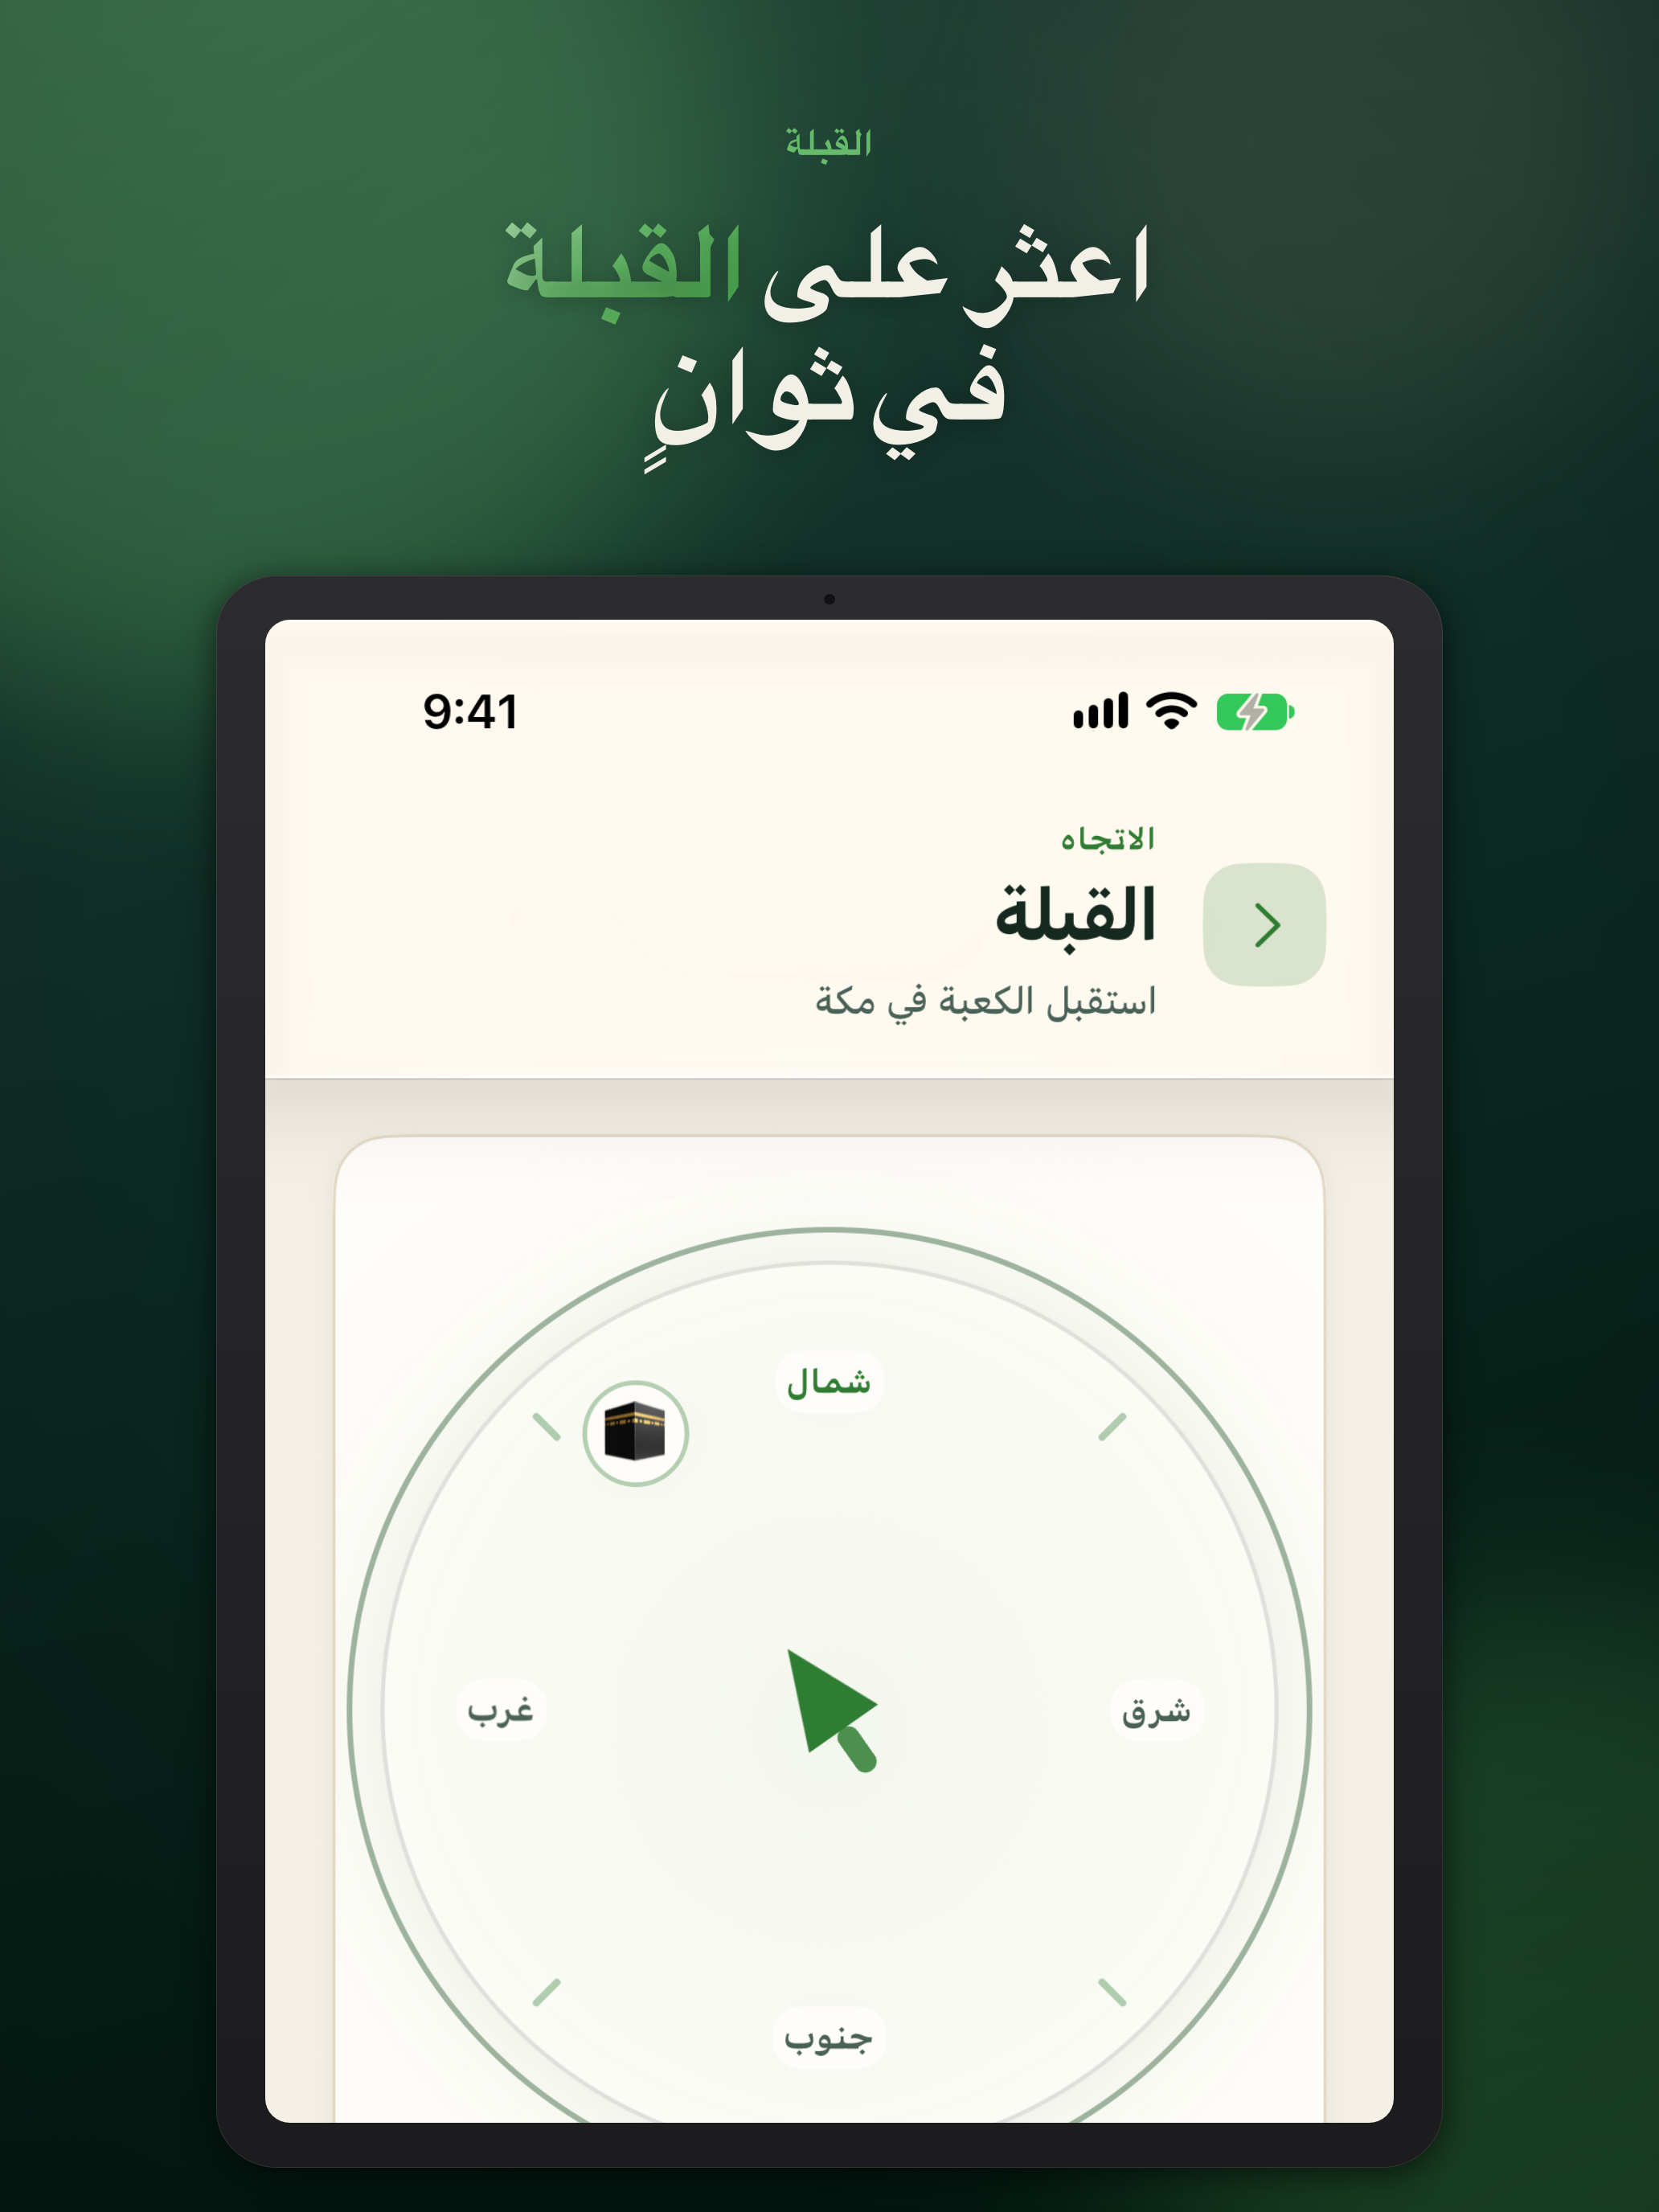 القبلة
اعثر على القبلة
في ثوانٍ
9:41
الاتجاه
القبلة
استقبل الكعبة في مكة
شمال
شرق
غرب
جنوب